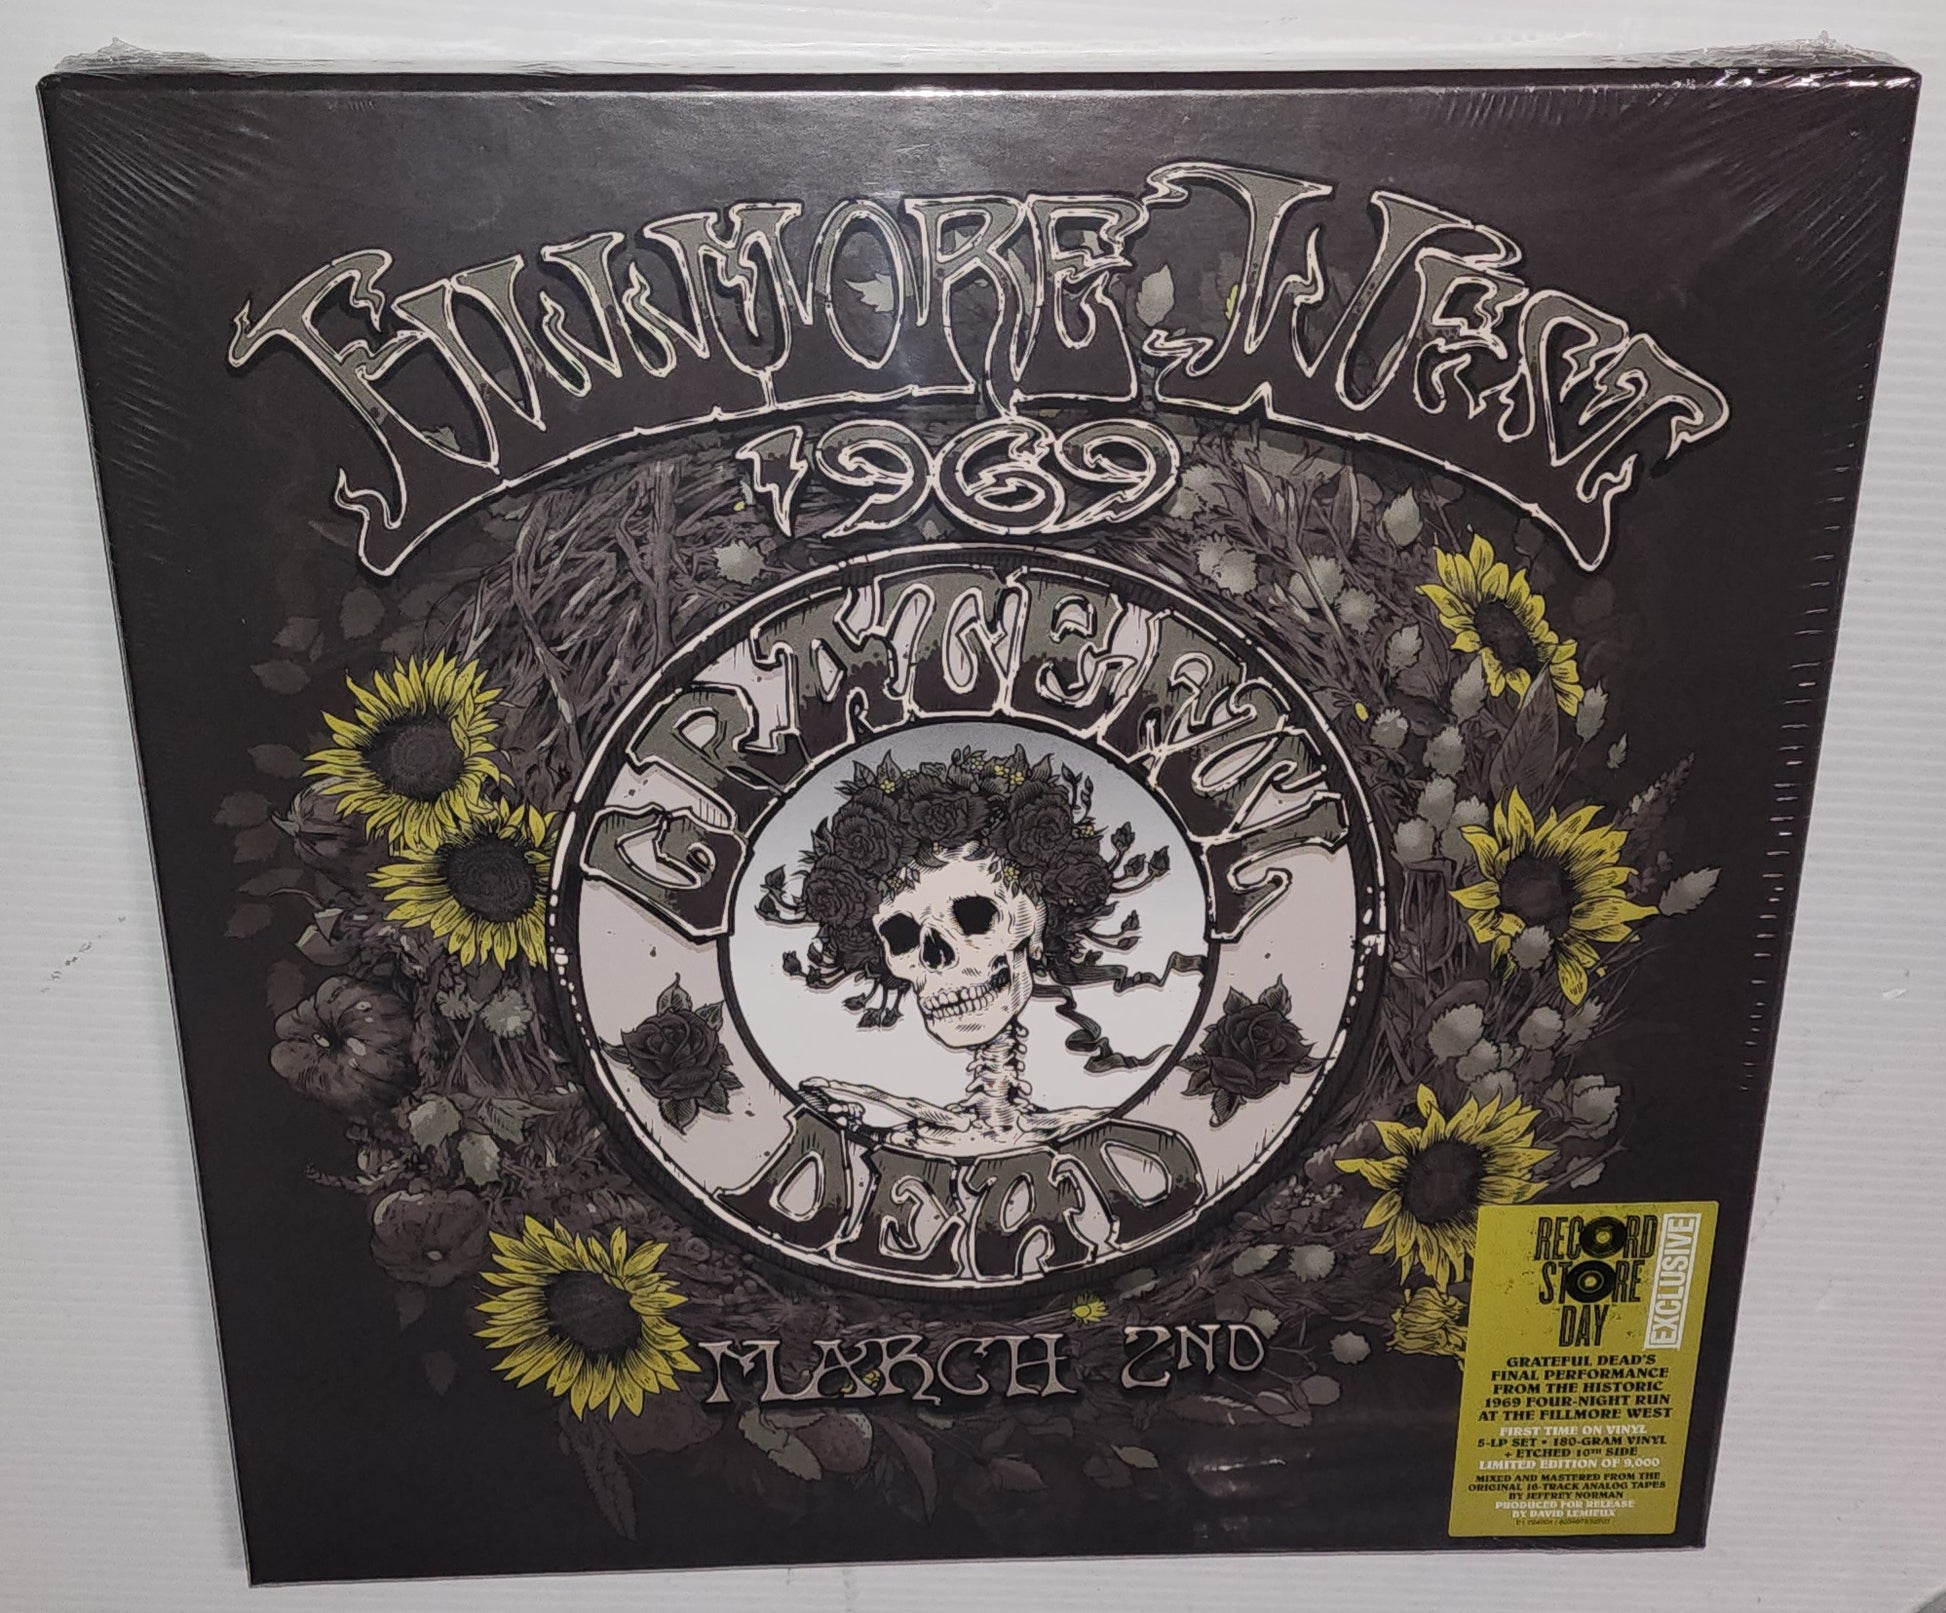 FILLMORE WEST
1969
GRATEFUL
DEAD
MARCH 2ND
RECORD
STORE
DAY
EXCLUSIVE
GRATEFUL DEAD'S
FINAL PERFORMANCE
FROM THE HISTORIC
1969 FOUR-NIGHT RUN
AT THE FILLMORE WEST
FIRST TIME ON VINYL
5-LP SET • 180-GRAM VINYL
+ ETCHED 10TH SIDE
LIMITED EDITION OF 9,000
MIXED AND MASTERED FROM THE
ORIGINAL 16-TRACK ANALOG TAPES
BY JEFFREY NORMAN
PRODUCED FOR RELEASE
BY DAVID LEMIEUX